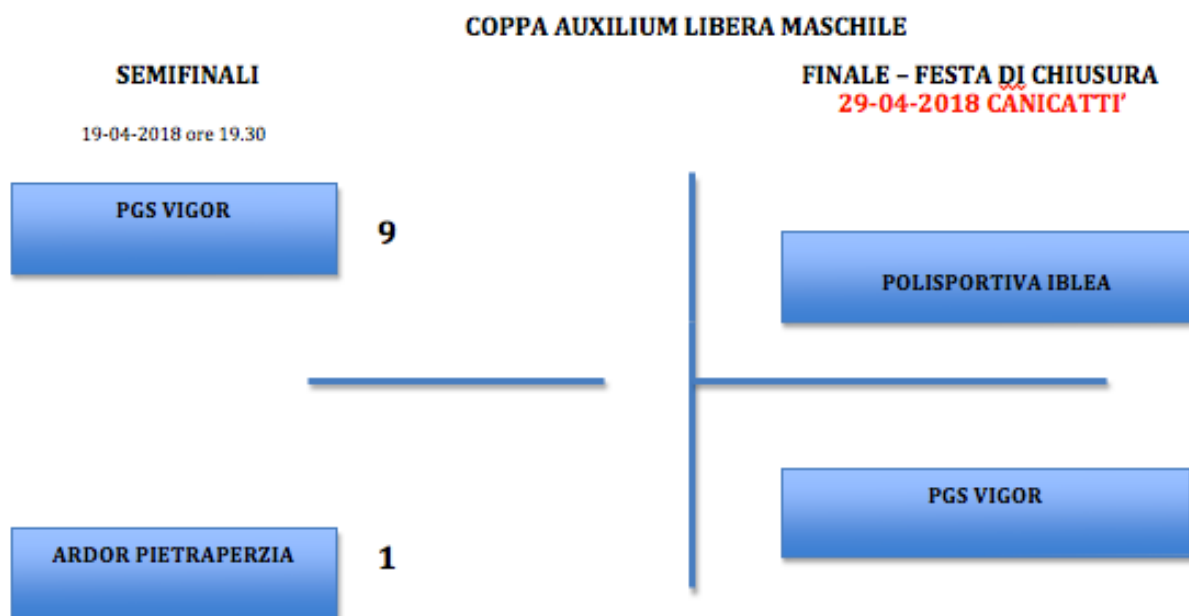 COPPA AUXILIUM LIBERA MASCHILE
SEMIFINALI
19-04-2018 ore 19.30
PGS VIGOR
9
ARDOR PIETRAPERZIA
1
FINALE – FESTA DI CHIUSURA
29-04-2018 CANICATTI’
POLISPORTIVA IBLEA
PGS VIGOR